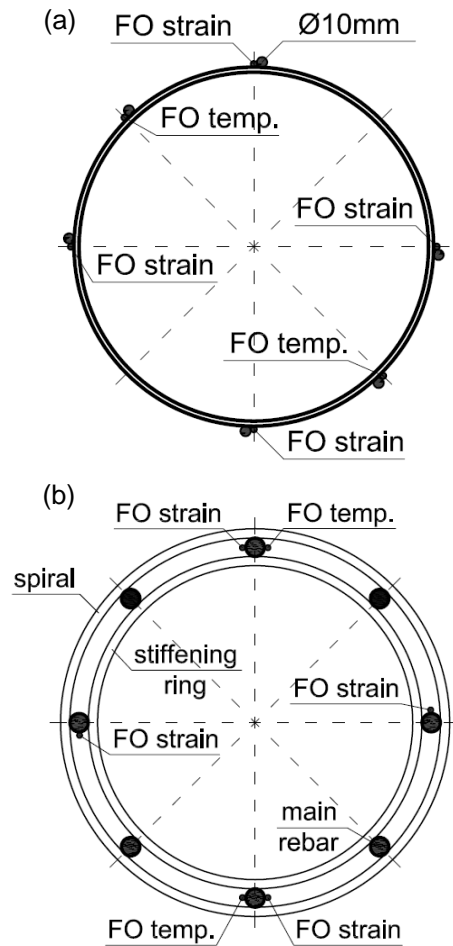 (a)
FO strain
Ø10mm
FO temp.
FO strain
FO strain
FO temp.
FO strain
(b)
FO strain
FO temp.
spiral
stiffening
ring
FO strain
FO strain
main
rebar
FO temp.
FO strain